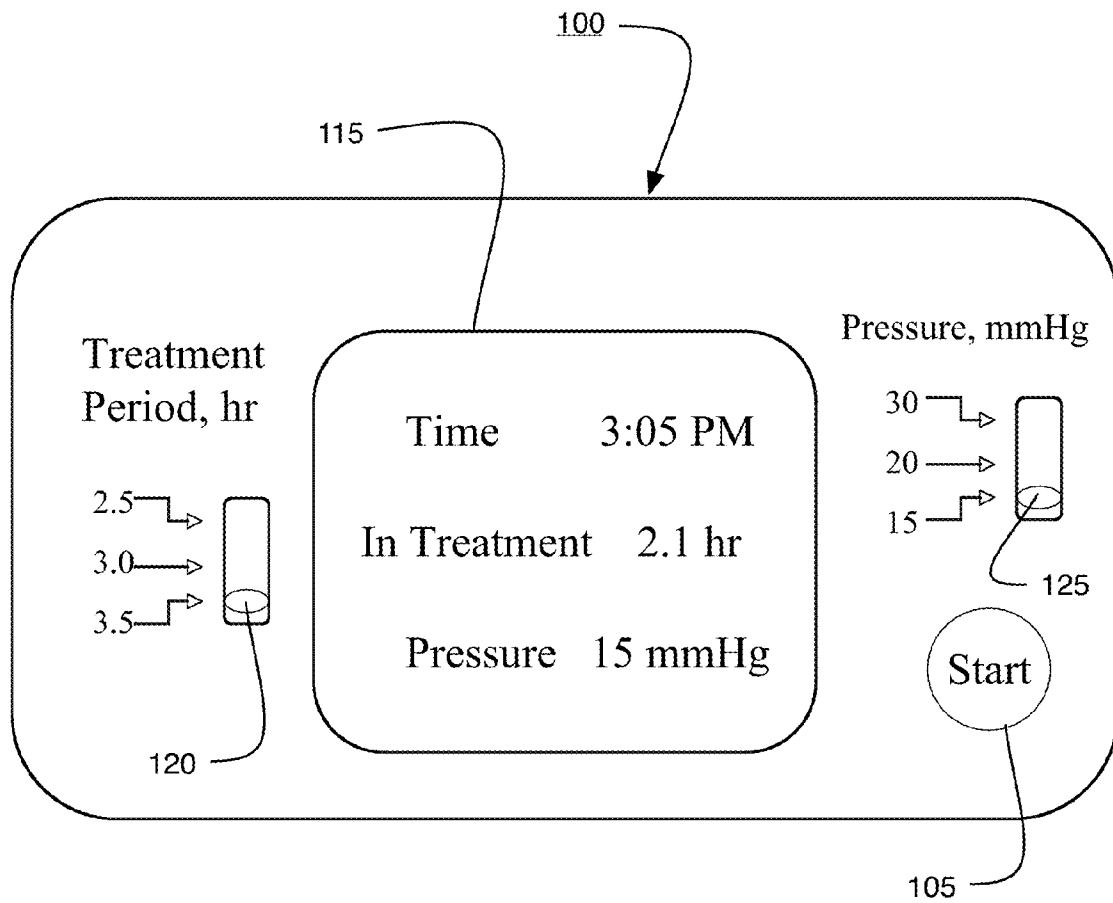 100
115
Treatment
Period, hr
2.5
3.0
3.5
120
Time 3:05 PM
In Treatment 2.1 hr
Pressure 15 mmHg
Pressure, mmHg
30
20
15
125
Start
105